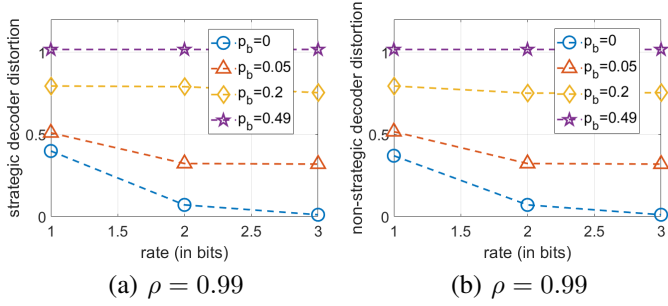 strategic decoder distortion
1
0.5
0
p_b=0
p_b=0.05
p_b=0.2
p_b=0.49
1 1.5 2 2.5 3
rate (in bits)
(a) ρ = 0.99
non-strategic decoder distortion
1
0.5
0
p_b=0
p_b=0.05
p_b=0.2
p_b=0.49
1 1.5 2 2.5 3
rate (in bits)
(b) ρ = 0.99